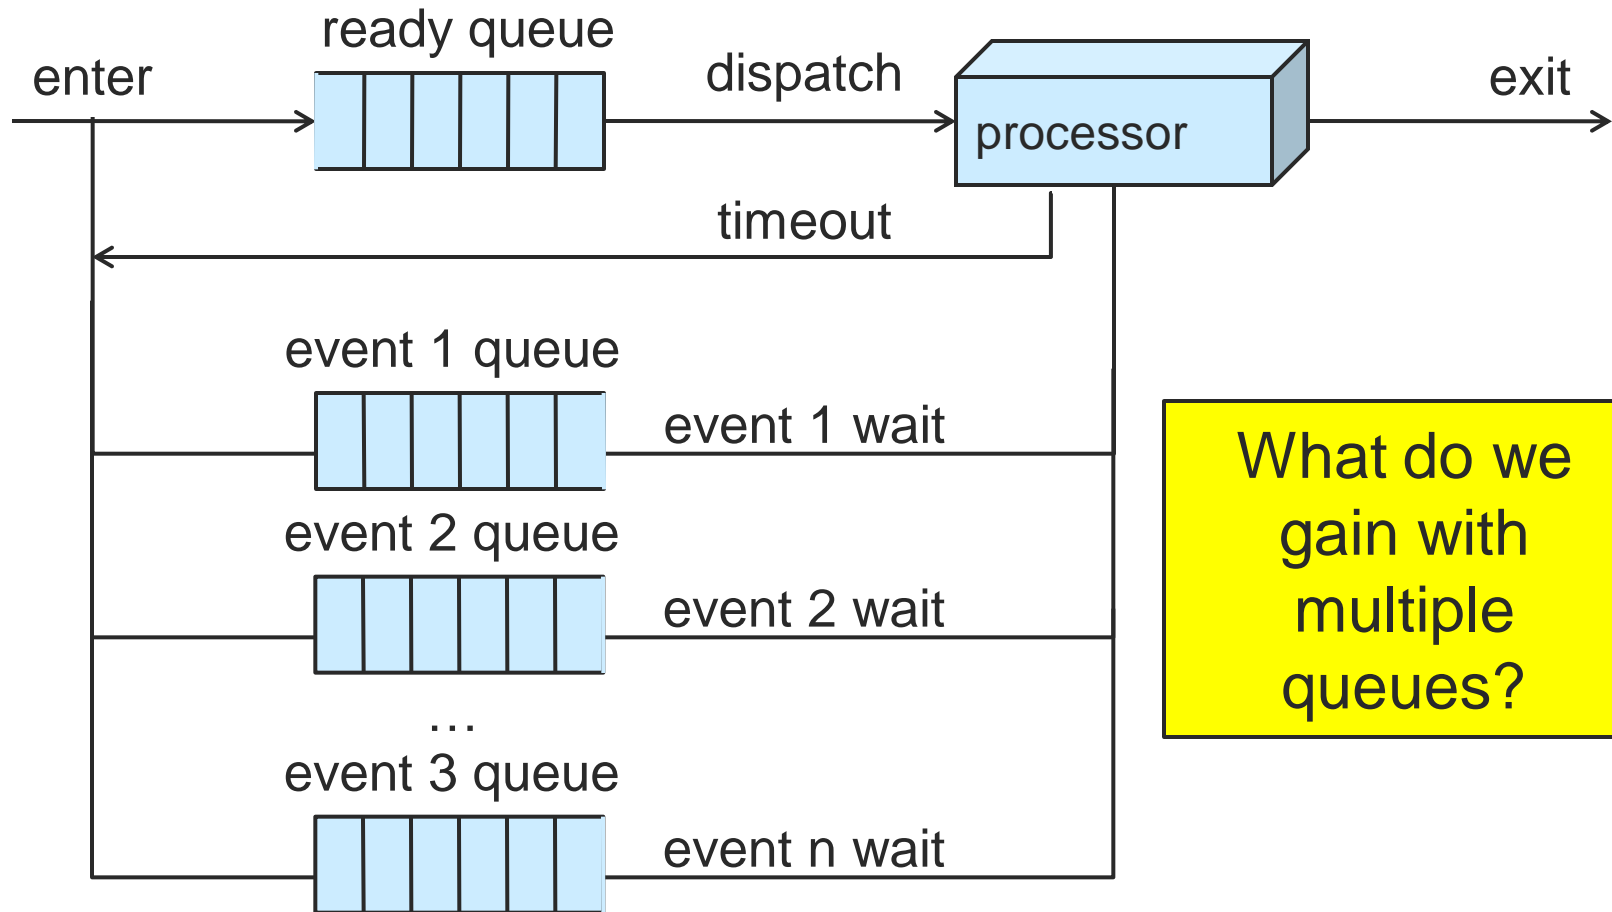 ready queue
enter
dispatch
exit
processor
timeout
event 1 queue
event 1 wait
event 2 queue
event 2 wait
…
event 3 queue
event n wait
What do we
gain with
multiple
queues?